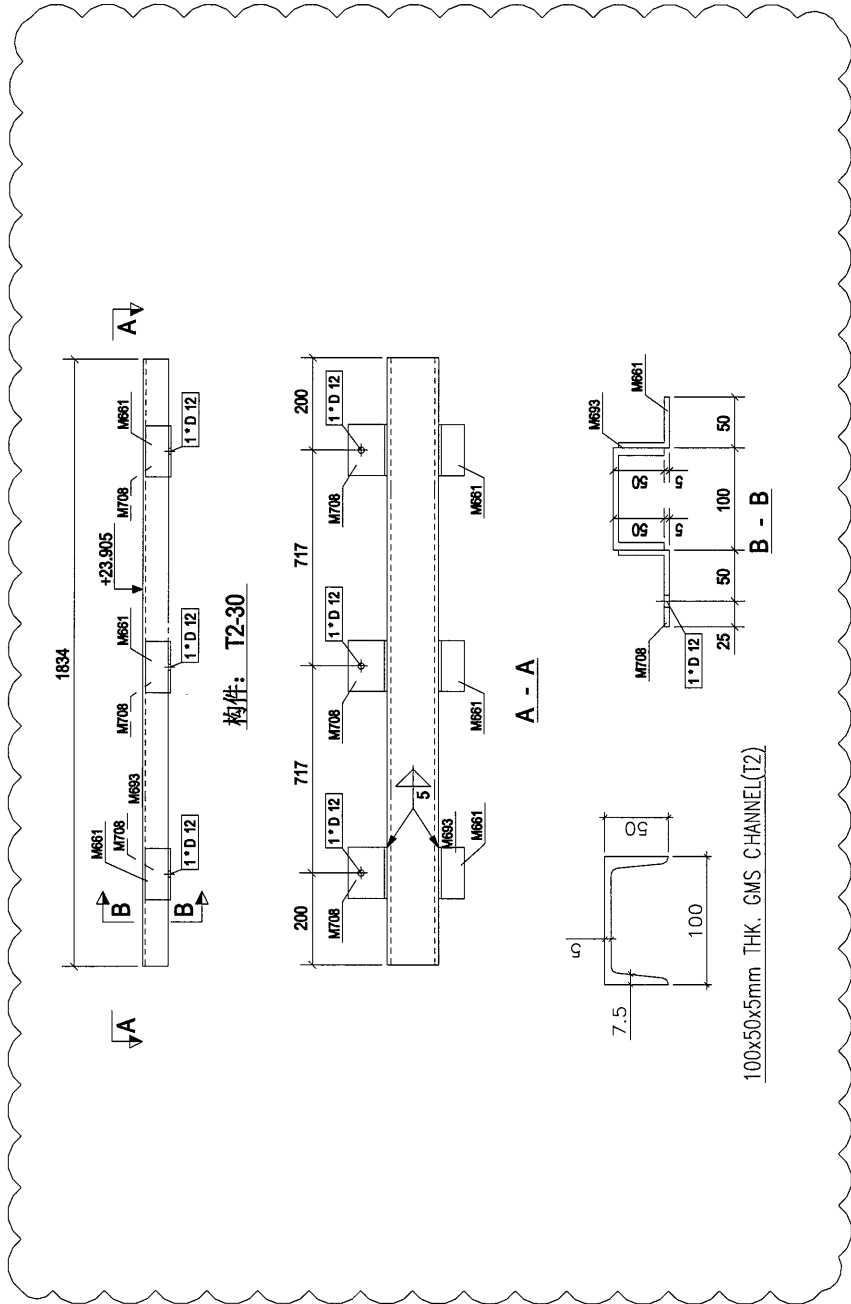 1834
A
A
+23.905
B
B
M661
M708
M693
1 * D 12
M708
M661
1 * D 12
M708
M661
1 * D 12
构件: T2-30
200
717
717
200
1 * D 12
1 * D 12
1 * D 12
M708
M708
M708
5
M693
M661
M661
M661
A - A
5
7.5
50
100
100x50x5mm THK. GMS CHANNEL(T2)
M693
M661
M708
1 * D 12
50
50
5
5
25
50
100
50
B - B